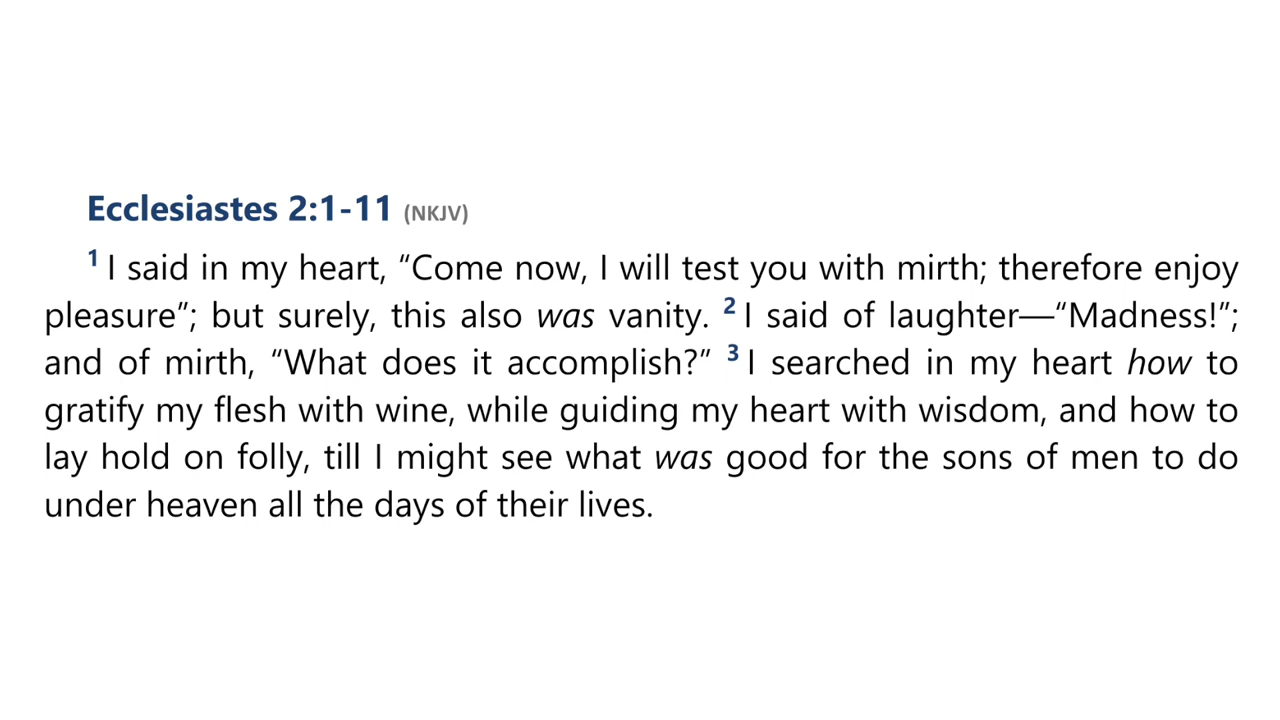 Ecclesiastes 2:1-11 (NKJV)
1 I said in my heart, “Come now, I will test you with mirth; therefore enjoy
pleasure”; but surely, this also was vanity. 2 I said of laughter—“Madness!”;
and of mirth, “What does it accomplish?” 3 I searched in my heart how to
gratify my flesh with wine, while guiding my heart with wisdom, and how to
lay hold on folly, till I might see what was good for the sons of men to do
under heaven all the days of their lives.